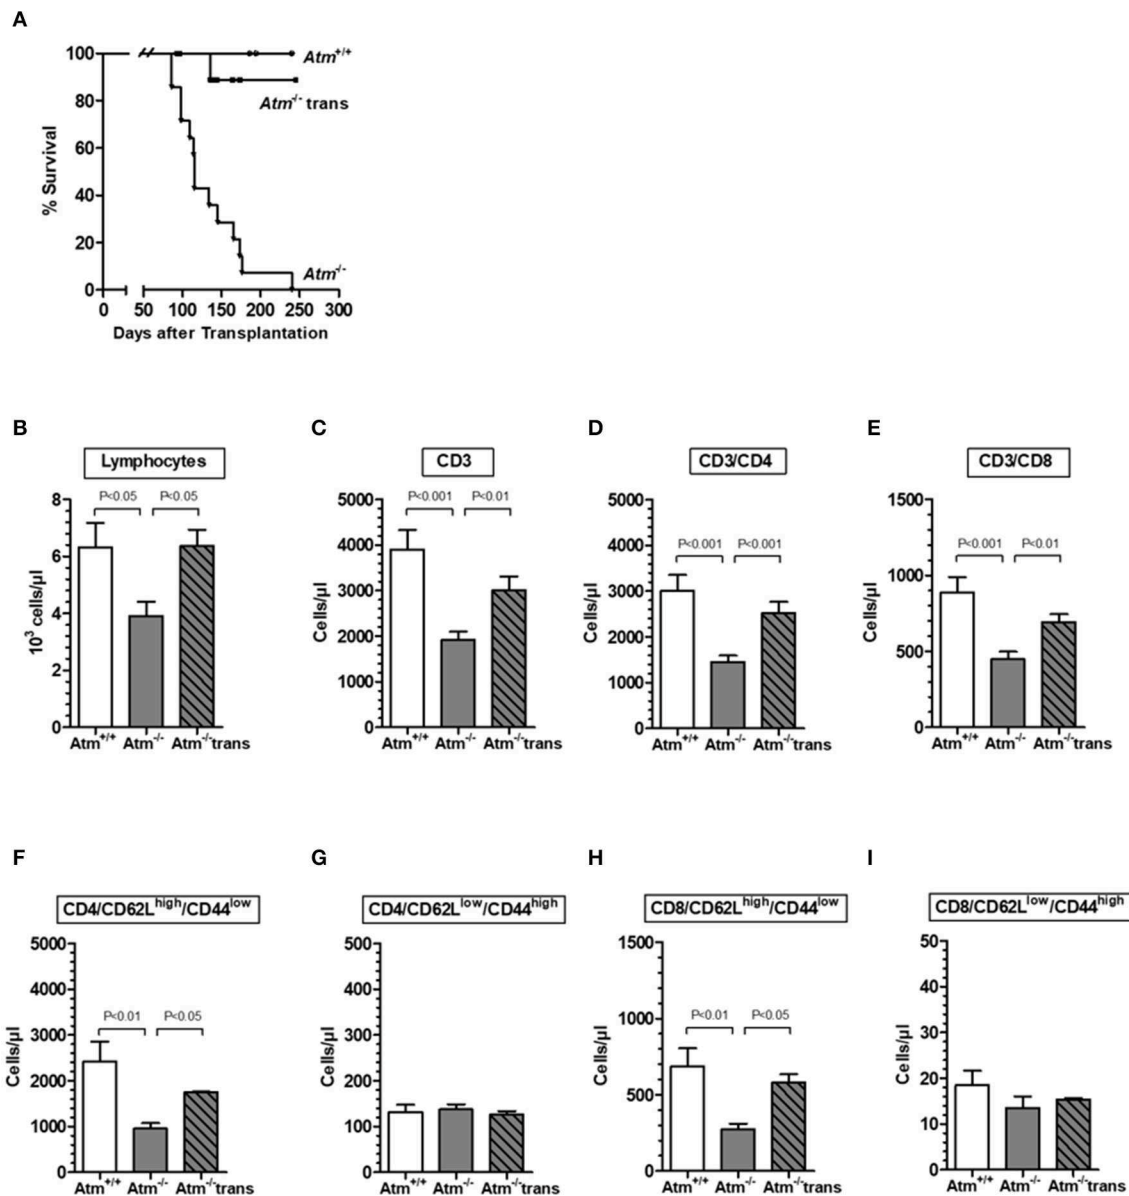 A
100
80
60
40
20
0
% Survival
Atm+/+
Atm-/- trans
Atm-/-
0 50 100 150 200 250 300
Days after Transplantation
B
Lymphocytes
P<0.05 P<0.05
8
6
4
2
0
10³ cells/µl
Atm+/+ Atm-/- Atm-/-trans
C
CD3
P<0.001 P<0.01
5000
4000
3000
2000
1000
0
Cells/µl
Atm+/+ Atm-/- Atm-/-trans
D
CD3/CD4
P<0.001 P<0.001
5000
4000
3000
2000
1000
0
Cells/µl
Atm+/+ Atm-/- Atm-/-trans
E
CD3/CD8
P<0.001 P<0.01
1500
1000
500
0
Cells/µl
Atm+/+ Atm-/- Atm-/-trans
F
CD4/CD62Lhigh/CD44low
P<0.01 P<0.05
5000
4000
3000
2000
1000
0
Cells/µl
Atm+/+ Atm-/- Atm-/-trans
G
CD4/CD62Llow/CD44high
500
400
300
200
100
0
Cells/µl
Atm+/+ Atm-/- Atm-/-trans
H
CD8/CD62Lhigh/CD44low
P<0.01 P<0.05
1500
1000
500
0
Cells/µl
Atm+/+ Atm-/- Atm-/-trans
I
CD8/CD62Llow/CD44high
50
40
30
20
10
0
Cells/µl
Atm+/+ Atm-/- Atm-/-trans